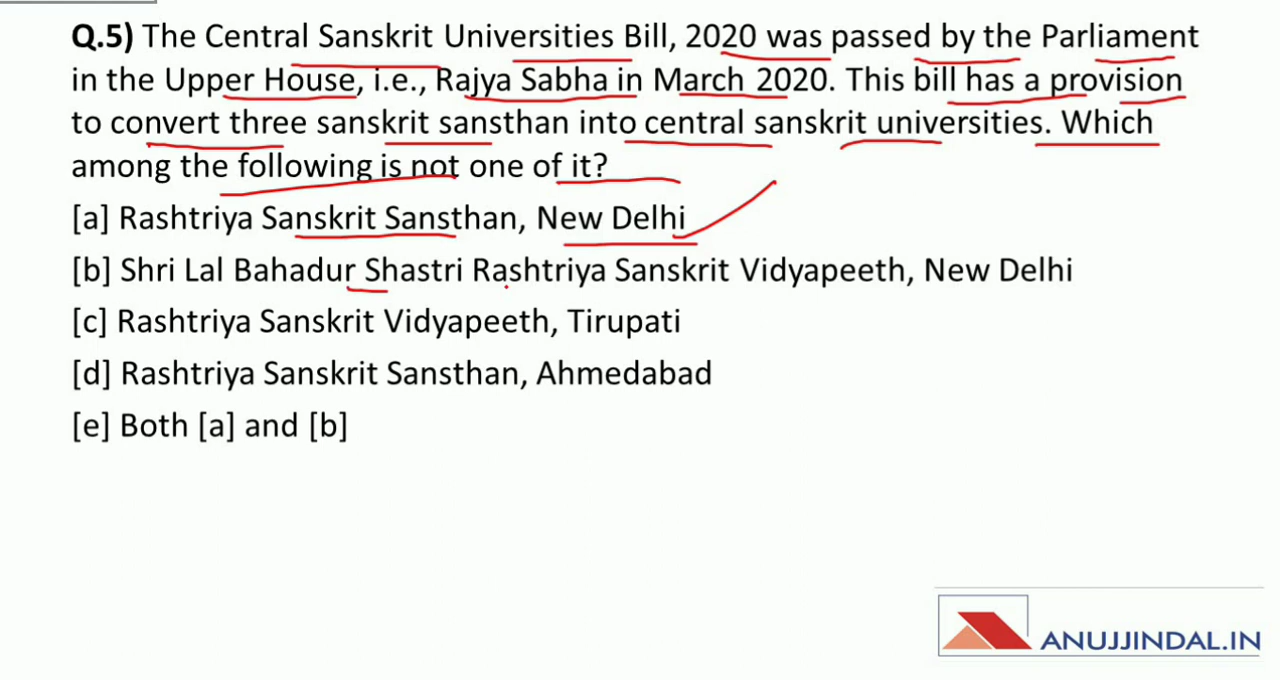 Q.5) The Central Sanskrit Universities Bill, 2020 was passed by the Parliament
in the Upper House, i.e., Rajya Sabha in March 2020. This bill has a provision
to convert three sanskrit sansthan into central sanskrit universities. Which
among the following is not one of it?
[a] Rashtriya Sanskrit Sansthan, New Delhi
[b] Shri Lal Bahadur Shastri Rashtriya Sanskrit Vidyapeeth, New Delhi
[c] Rashtriya Sanskrit Vidyapeeth, Tirupati
[d] Rashtriya Sanskrit Sansthan, Ahmedabad
[e] Both [a] and [b]
ANUJJINDAL.IN